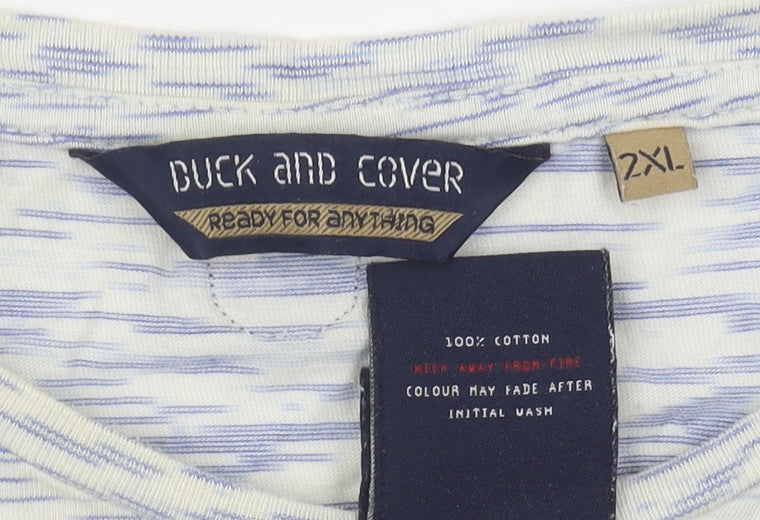 DUCK and COVER
READY FOR anYTHING
2XL
100% COTTON
KEEP AWAY FROM FIRE
COLOUR MAY FADE AFTER
INITIAL WASH